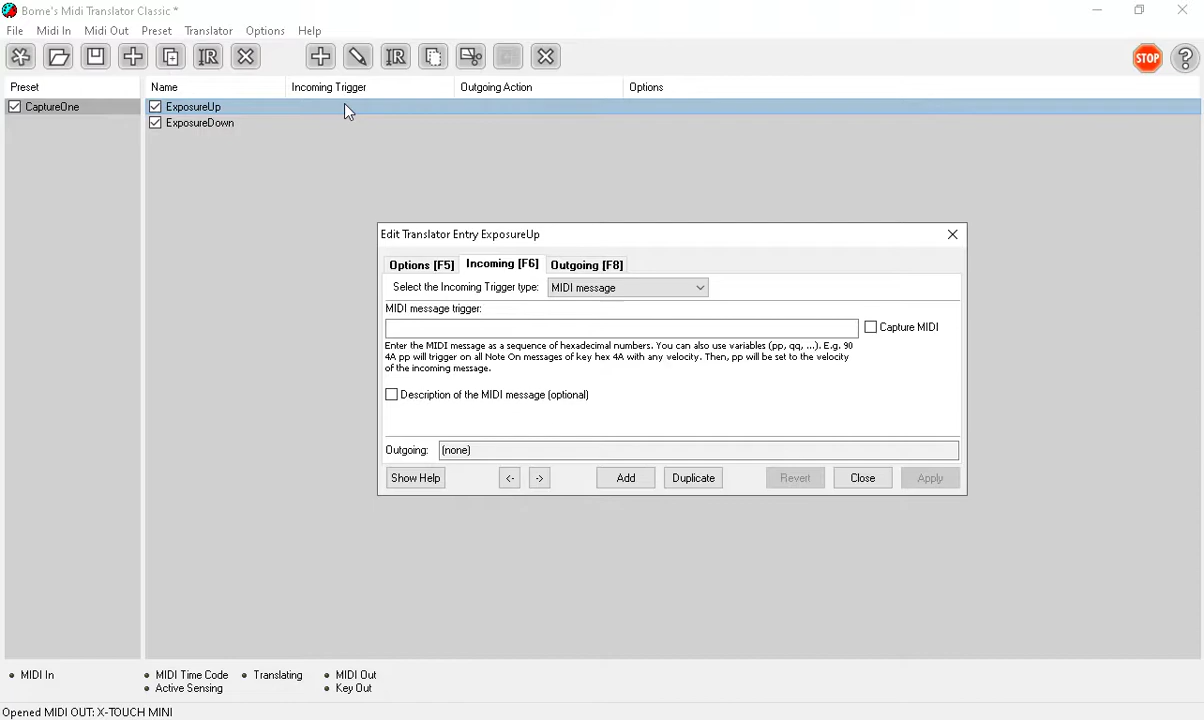 Bome's Midi Translator Classic *
File Midi In Midi Out Preset Translator Options Help
STOP ?
Preset Name Incoming Trigger Outgoing Action Options
CaptureOne ExposureUp
ExposureDown
Edit Translator Entry ExposureUp
Options [F5] Incoming [F6] Outgoing [F8]
Select the Incoming Trigger type: MIDI message
MIDI message trigger:
Capture MIDI
Enter the MIDI message as a sequence of hexadecimal numbers. You can also use variables (pp, qq, ...). E.g. 90
4A pp will trigger on all Note On messages of key hex 4A with any velocity. Then, pp will be set to the velocity
of the incoming message.
Description of the MIDI message (optional)
Outgoing: (none)
Show Help <- -> Add Duplicate Revert Close Apply
MIDI In MIDI Time Code Translating MIDI Out
Active Sensing Key Out
Opened MIDI OUT: X-TOUCH MINI